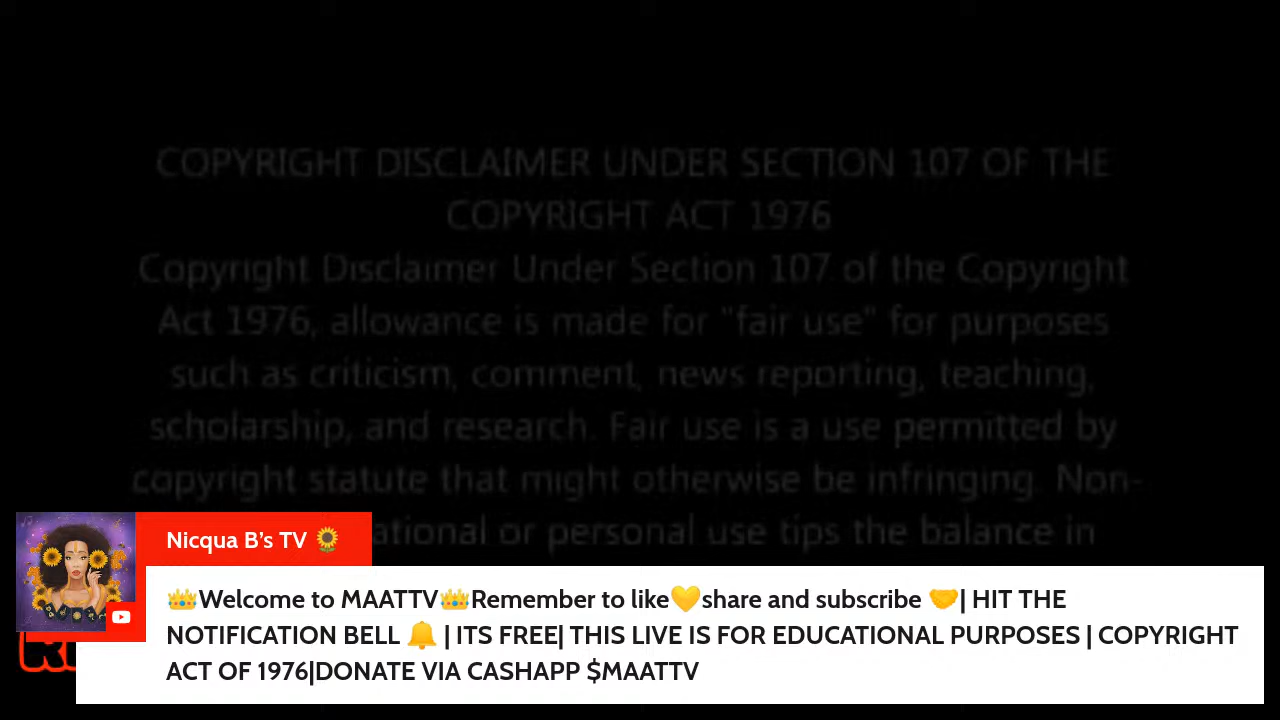 COPYRIGHT DISCLAIMER UNDER SECTION 107 OF THE
COPYRIGHT ACT 1976
Copyright Disclaimer Under Section 107 of the Copyright
Act 1976, allowance is made for "fair use" for purposes
such as criticism, comment, news reporting, teaching,
scholarship, and research. Fair use is a use permitted by
copyright statute that might otherwise be infringing. Non-
ational or personal use tips the balance in
Nicqua B's TV 🌻
👑Welcome to MAATTV👑Remember to like💛share and subscribe 🤝| HIT THE
NOTIFICATION BELL 🔔 | ITS FREE| THIS LIVE IS FOR EDUCATIONAL PURPOSES | COPYRIGHT
ACT OF 1976|DONATE VIA CASHAPP $MAATTV